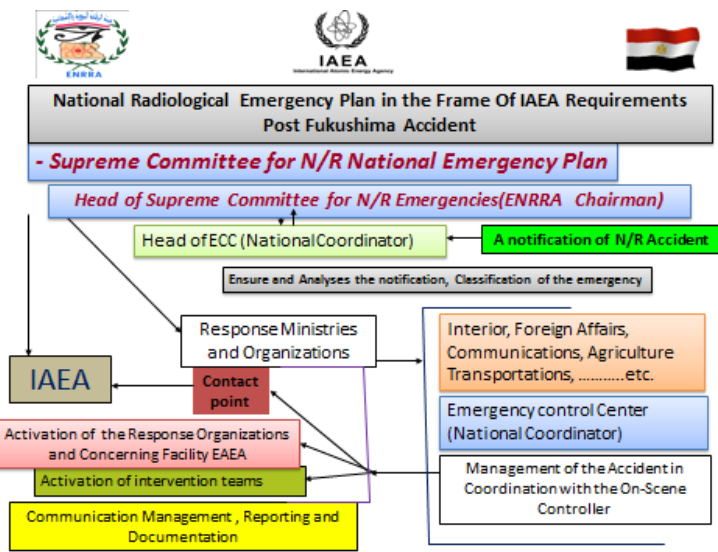 ENRRA
IAEA
International Atomic Energy Agency
National Radiological Emergency Plan in the Frame Of IAEA Requirements
Post Fukushima Accident
- Supreme Committee for N/R National Emergency Plan
Head of Supreme Committee for N/R Emergencies(ENRRA Chairman)
Head of ECC (National Coordinator)
A notification of N/R Accident
Ensure and Analyses the notification, Classification of the emergency
Response Ministries
and Organizations
Interior, Foreign Affairs,
Communications, Agriculture
Transportations, ...........etc.
IAEA
Contact
point
Emergency control Center
(National Coordinator)
Activation of the Response Organizations
and Concerning Facility EAEA
Management of the Accident in
Coordination with the On-Scene
Controller
Activation of intervention teams
Communication Management , Reporting and
Documentation